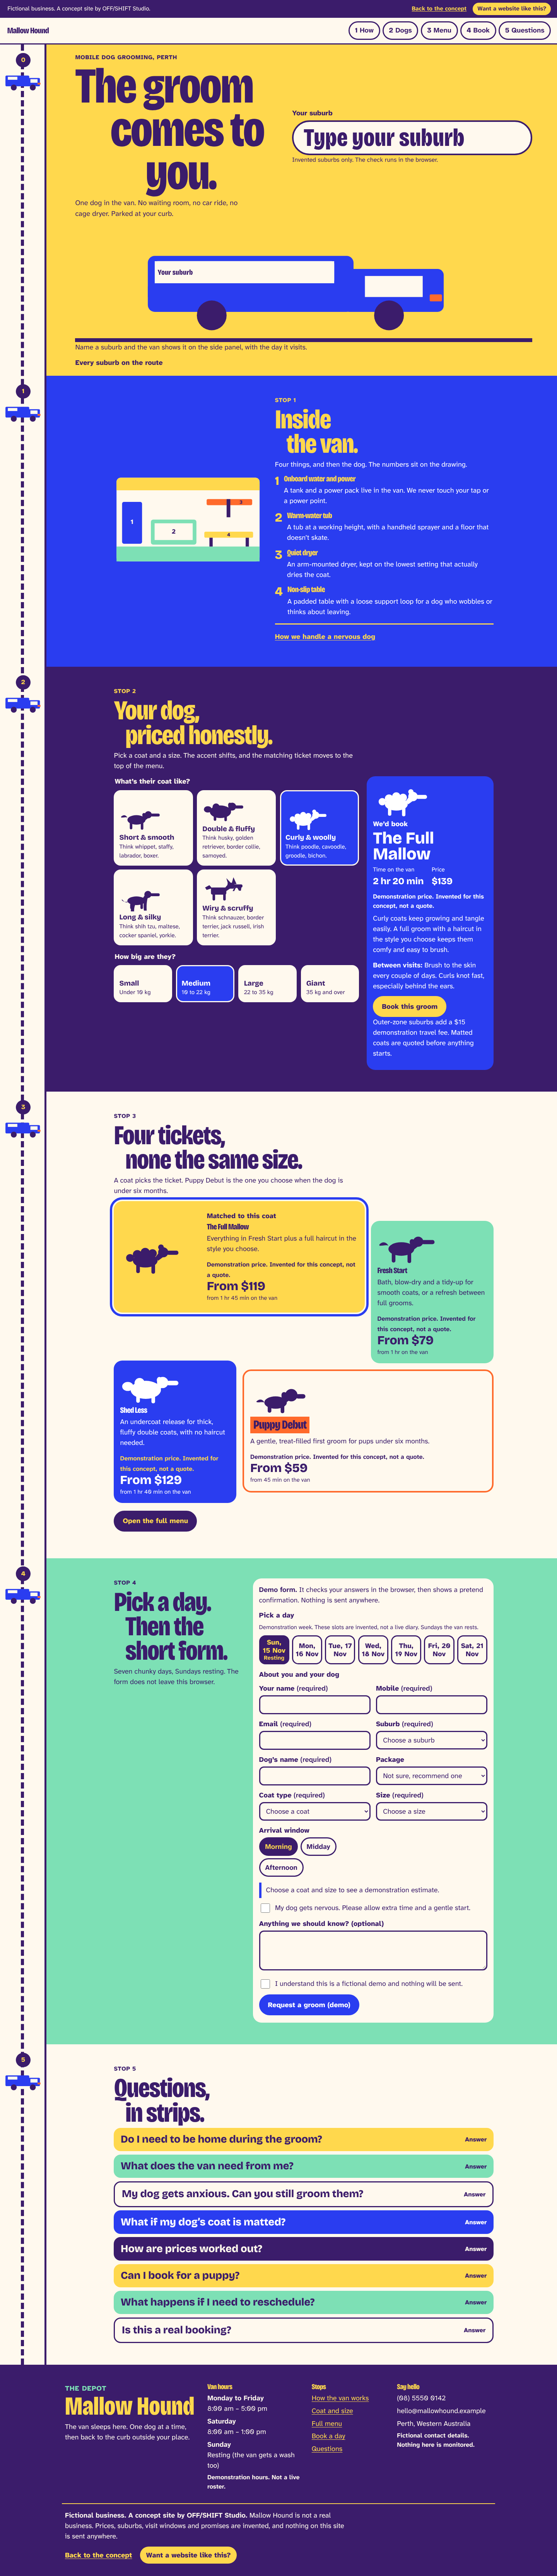 Fictional business. A concept site by OFF/SHIFT Studio.
Back to the concept
Want a website like this?
Mallow Hound
1 How
2 Dogs
3 Menu
4 Book
5 Questions
0
MOBILE DOG GROOMING, PERTH
The groom
comes to
you.
One dog in the van. No waiting room, no car ride, no
cage dryer. Parked at your curb.
Your suburb
Type your suburb
Invented suburbs only. The check runs in the browser.
Your suburb
Name a suburb and the van shows it on the side panel, with the day it visits.
Every suburb on the route
1
STOP 1
Inside
the van.
Four things, and then the dog. The numbers sit on the drawing.
1
2
3
4
1 Onboard water and power
A tank and a power pack live in the van. We never touch your tap or
a power point.
2 Warm-water tub
A tub at a working height, with a handheld sprayer and a floor that
doesn't skate.
3 Quiet dryer
An arm-mounted dryer, kept on the lowest setting that actually
dries the coat.
4 Non-slip table
A padded table with a loose support loop for a dog who wobbles or
thinks about leaving.
How we handle a nervous dog
2
STOP 2
Your dog,
priced honestly.
Pick a coat and a size. The accent shifts, and the matching ticket moves to the
top of the menu.
What's their coat like?
Short & smooth
Think whippet, staffy,
labrador, boxer.
Double & fluffy
Think husky, golden
retriever, border collie,
samoyed.
Curly & woolly
Think poodle, cavoodle,
groodle, bichon.
Long & silky
Think shih tzu, maltese,
cocker spaniel, yorkie.
Wiry & scruffy
Think schnauzer, border
terrier, jack russell, irish
terrier.
How big are they?
Small
Under 10 kg
Medium
10 to 22 kg
Large
22 to 35 kg
Giant
35 kg and over
We'd book
The Full
Mallow
Time on the van
2 hr 20 min
Price
$139
Demonstration price. Invented for this
concept, not a quote.
Curly coats keep growing and tangle
easily. A full groom with a haircut in
the style you choose keeps them
comfy and easy to brush.
Between visits: Brush to the skin
every couple of days. Curls knot fast,
especially behind the ears.
Book this groom
Outer-zone suburbs add a $15
demonstration travel fee. Matted
coats are quoted before anything
starts.
3
STOP 3
Four tickets,
none the same size.
A coat picks the ticket. Puppy Debut is the one you choose when the dog is
under six months.
Matched to this coat
The Full Mallow
Everything in Fresh Start plus a full haircut in the
style you choose.
Demonstration price. Invented for this concept, not
a quote.
From $119
from 1 hr 45 min on the van
Fresh Start
Bath, blow-dry and a tidy-up for
smooth coats, or a refresh between
full grooms.
Demonstration price. Invented for
this concept, not a quote.
From $79
from 1 hr on the van
Shed Less
An undercoat release for thick,
fluffy double coats, with no haircut
needed.
Demonstration price. Invented for
this concept, not a quote.
From $129
from 1 hr 40 min on the van
Puppy Debut
A gentle, treat-filled first groom for pups under six months.
Demonstration price. Invented for this concept, not a quote.
From $59
from 45 min on the van
Open the full menu
4
STOP 4
Pick a day.
Then the
short form.
Seven chunky days, Sundays resting. The
form does not leave this browser.
Demo form. It checks your answers in the browser, then shows a pretend
confirmation. Nothing is sent anywhere.
Pick a day
Demonstration week. These slots are invented, not a live diary. Sundays the van rests.
Sun,
15 Nov
Resting
Mon,
16 Nov
Tue, 17
Nov
Wed,
18 Nov
Thu,
19 Nov
Fri, 20
Nov
Sat, 21
Nov
About you and your dog
Your name (required)
Mobile (required)
Email (required)
Suburb (required)
Choose a suburb
Dog's name (required)
Package
Not sure, recommend one
Coat type (required)
Choose a coat
Size (required)
Choose a size
Arrival window
Morning
Midday
Afternoon
Choose a coat and size to see a demonstration estimate.
My dog gets nervous. Please allow extra time and a gentle start.
Anything we should know? (optional)
I understand this is a fictional demo and nothing will be sent.
Request a groom (demo)
5
STOP 5
Questions,
in strips.
Do I need to be home during the groom?
Answer
What does the van need from me?
Answer
My dog gets anxious. Can you still groom them?
Answer
What if my dog's coat is matted?
Answer
How are prices worked out?
Answer
Can I book for a puppy?
Answer
What happens if I need to reschedule?
Answer
Is this a real booking?
Answer
THE DEPOT
Mallow Hound
The van sleeps here. One dog at a time,
then back to the curb outside your place.
Van hours
Monday to Friday
8:00 am – 5:00 pm
Saturday
8:00 am – 1:00 pm
Sunday
Resting (the van gets a wash
too)
Demonstration hours. Not a live
roster.
Stops
How the van works
Coat and size
Full menu
Book a day
Questions
Say hello
(08) 5550 0142
hello@mallowhound.example
Perth, Western Australia
Fictional contact details.
Nothing here is monitored.
Fictional business. A concept site by OFF/SHIFT Studio. Mallow Hound is not a real
business. Prices, suburbs, visit windows and promises are invented, and nothing on this site
is sent anywhere.
Back to the concept
Want a website like this?